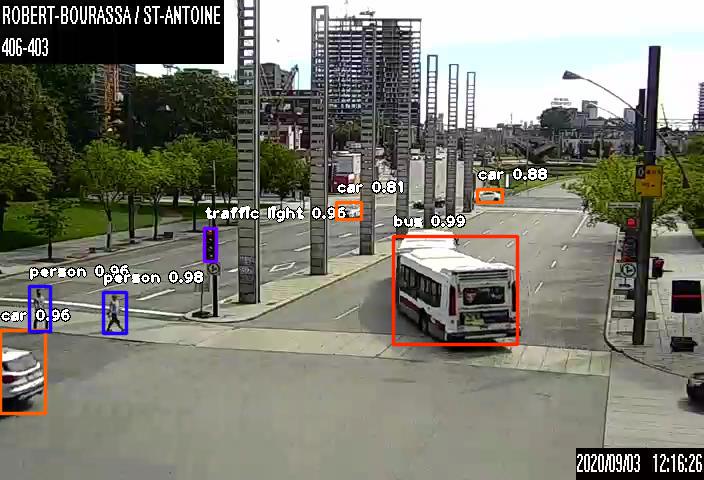 ROBERT-BOURASSA / ST-ANTOINE
406-403
car 0.88
car 0.81
traffic light 0.96
bus 0.99
person 0.96
person 0.98
car 0.96
2020/09/03 12:16:26